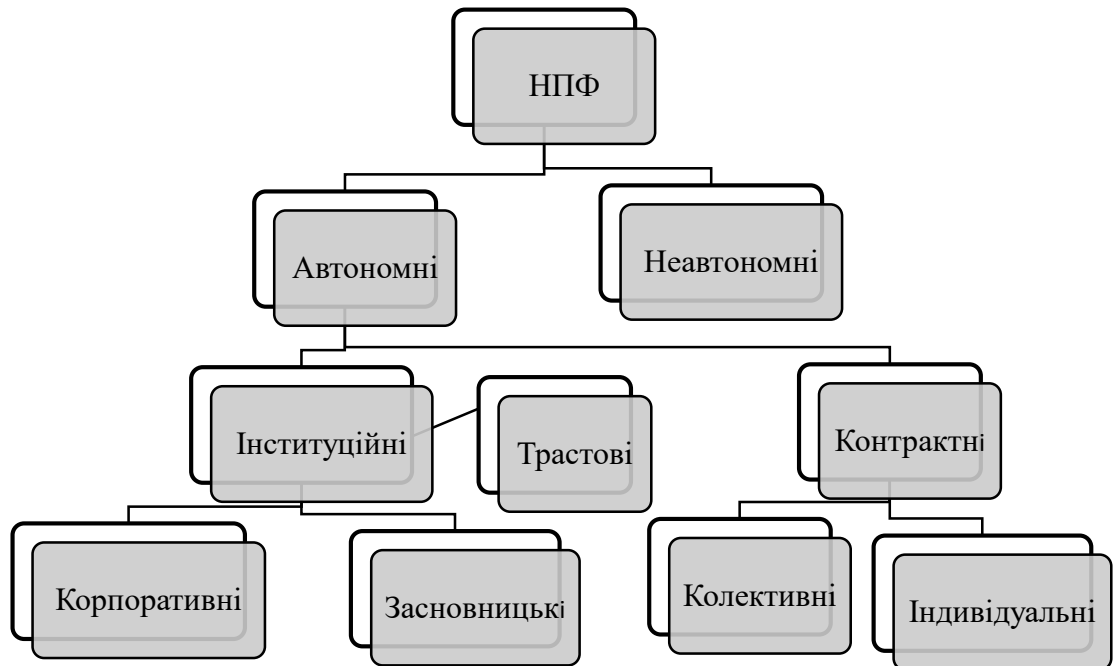 НПФ
Автономні
Неавтономні
Інституційні
Трастові
Контрактні
Корпоративні
Засновницькі
Колективні
Індивідуальні